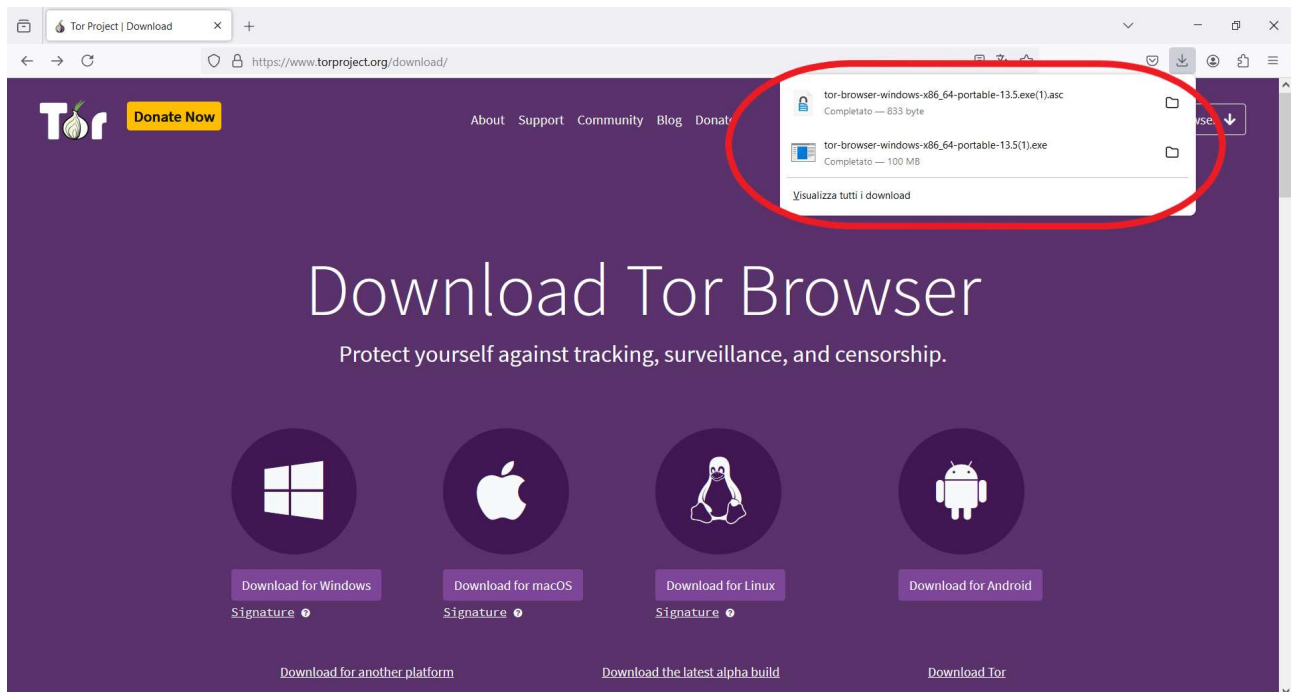 Tor Project | Download
https://www.torproject.org/download/
tor-browser-windows-x86_64-portable-13.5.exe(1).asc
Completato — 833 byte
tor-browser-windows-x86_64-portable-13.5(1).exe
Completato — 100 MB
Visualizza tutti i download
Tor
Donate Now
About Support Community Blog Donate
Download Tor Browser
Protect yourself against tracking, surveillance, and censorship.
Download for Windows
Download for macOS
Download for Linux
Download for Android
Signature
Signature
Signature
Download for another platform
Download the latest alpha build
Download Tor